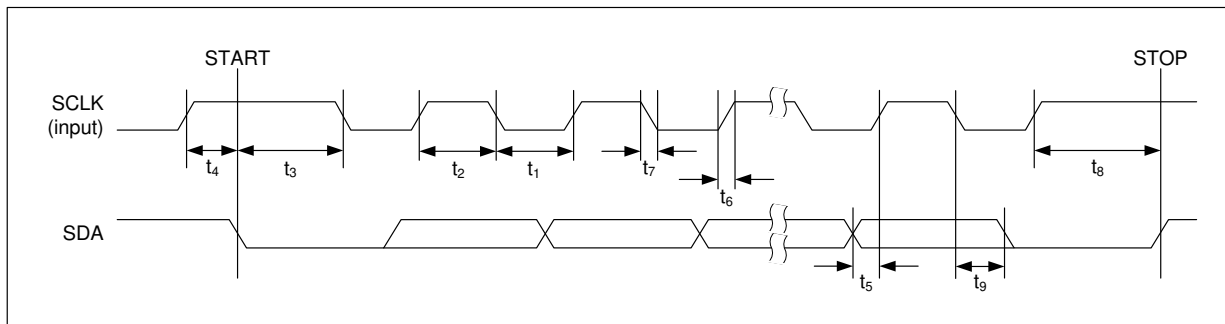 START
STOP
SCLK
(input)
t4
t3
t2
t1
t7
t6
t8
SDA
t5
t9